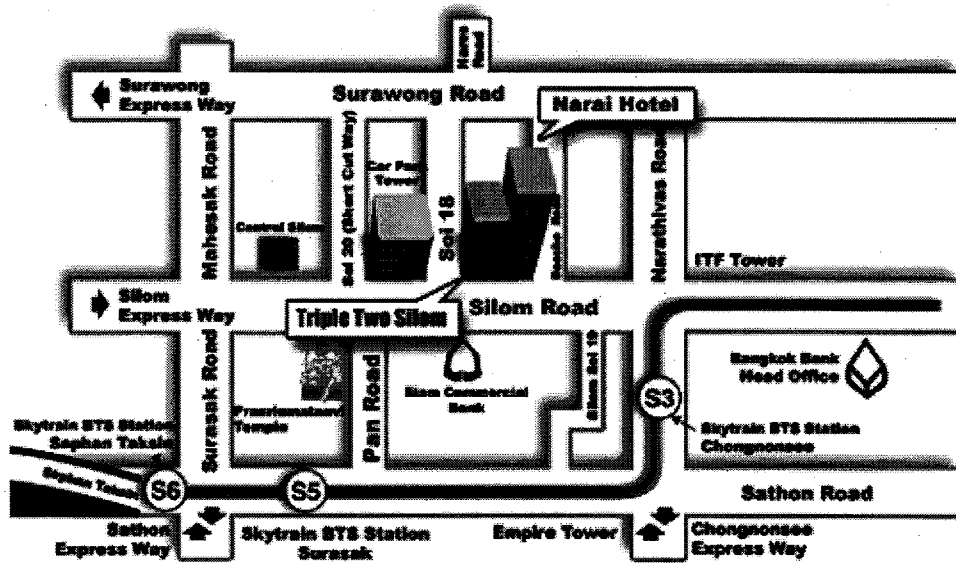 Surawong
Express Way
Surawong Road
Narai Hotel
Mahesak Road
Soi 20 (Short Cut Way)
Car Park
Tower
Soi 18
Narathivas Road
Central Silom
ITF Tower
Silom
Express Way
Triple Two Silom
Silom Road
Silom Soi 19
Bangkok Bank
Head Office
Surasak Road
Pan Road
Siam Commercial
Bank
Temple
S3
Skytrain BTS Station
Chongnonsee
Skytrain BTS Station
Saphan Taksin
S6
S5
Sathon Road
Sathon
Express Way
Skytrain BTS Station
Surasak
Empire Tower
Chongnonsee
Express Way